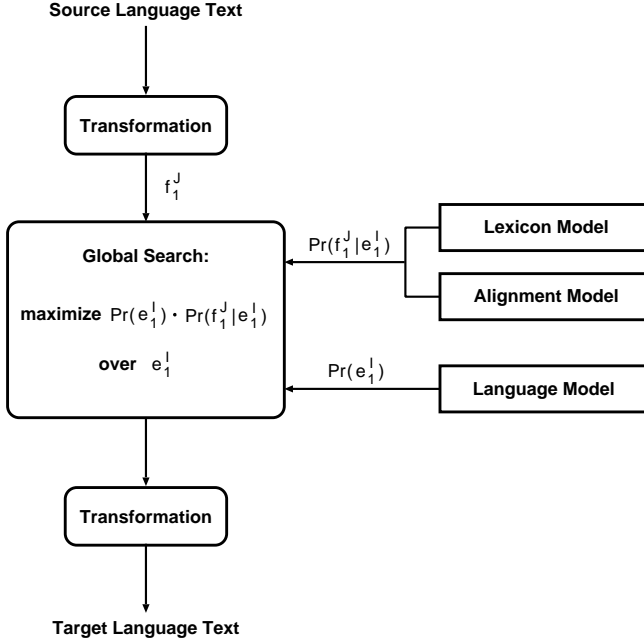 Source Language Text
Transformation
f_1^J
Global Search:
maximize Pr(e_1^I) · Pr(f_1^J | e_1^I)
over e_1^I
Pr(f_1^J | e_1^I)
Lexicon Model
Alignment Model
Pr(e_1^I)
Language Model
Transformation
Target Language Text